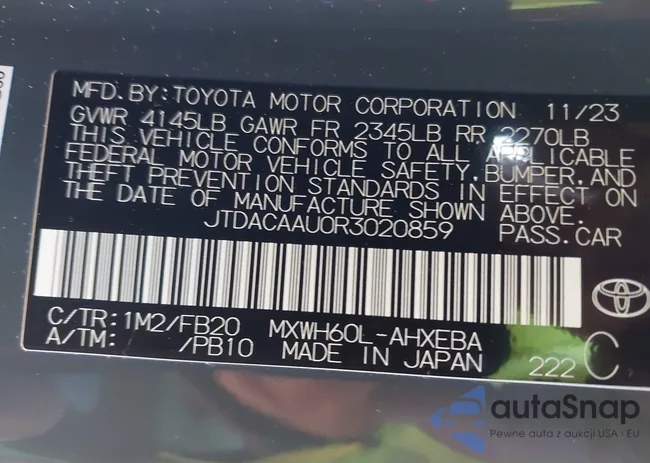 MFD. BY: TOYOTA MOTOR CORPORATION 11/23
GVWR 4145LB GAWR FR 2345LB RR 2270LB
THIS VEHICLE CONFORMS TO ALL APPLICABLE
FEDERAL MOTOR VEHICLE SAFETY, BUMPER, AND
THEFT PREVENTION STANDARDS IN EFFECT ON
THE DATE OF MANUFACTURE SHOWN ABOVE.
JTDACAAU0R3020859 PASS. CAR
C/TR: 1M2/FB20 MXWH60L-AHXEBA C
A/TM: /PB10 MADE IN JAPAN 222
autaSnap
Pewne auta z aukcji USA i EU